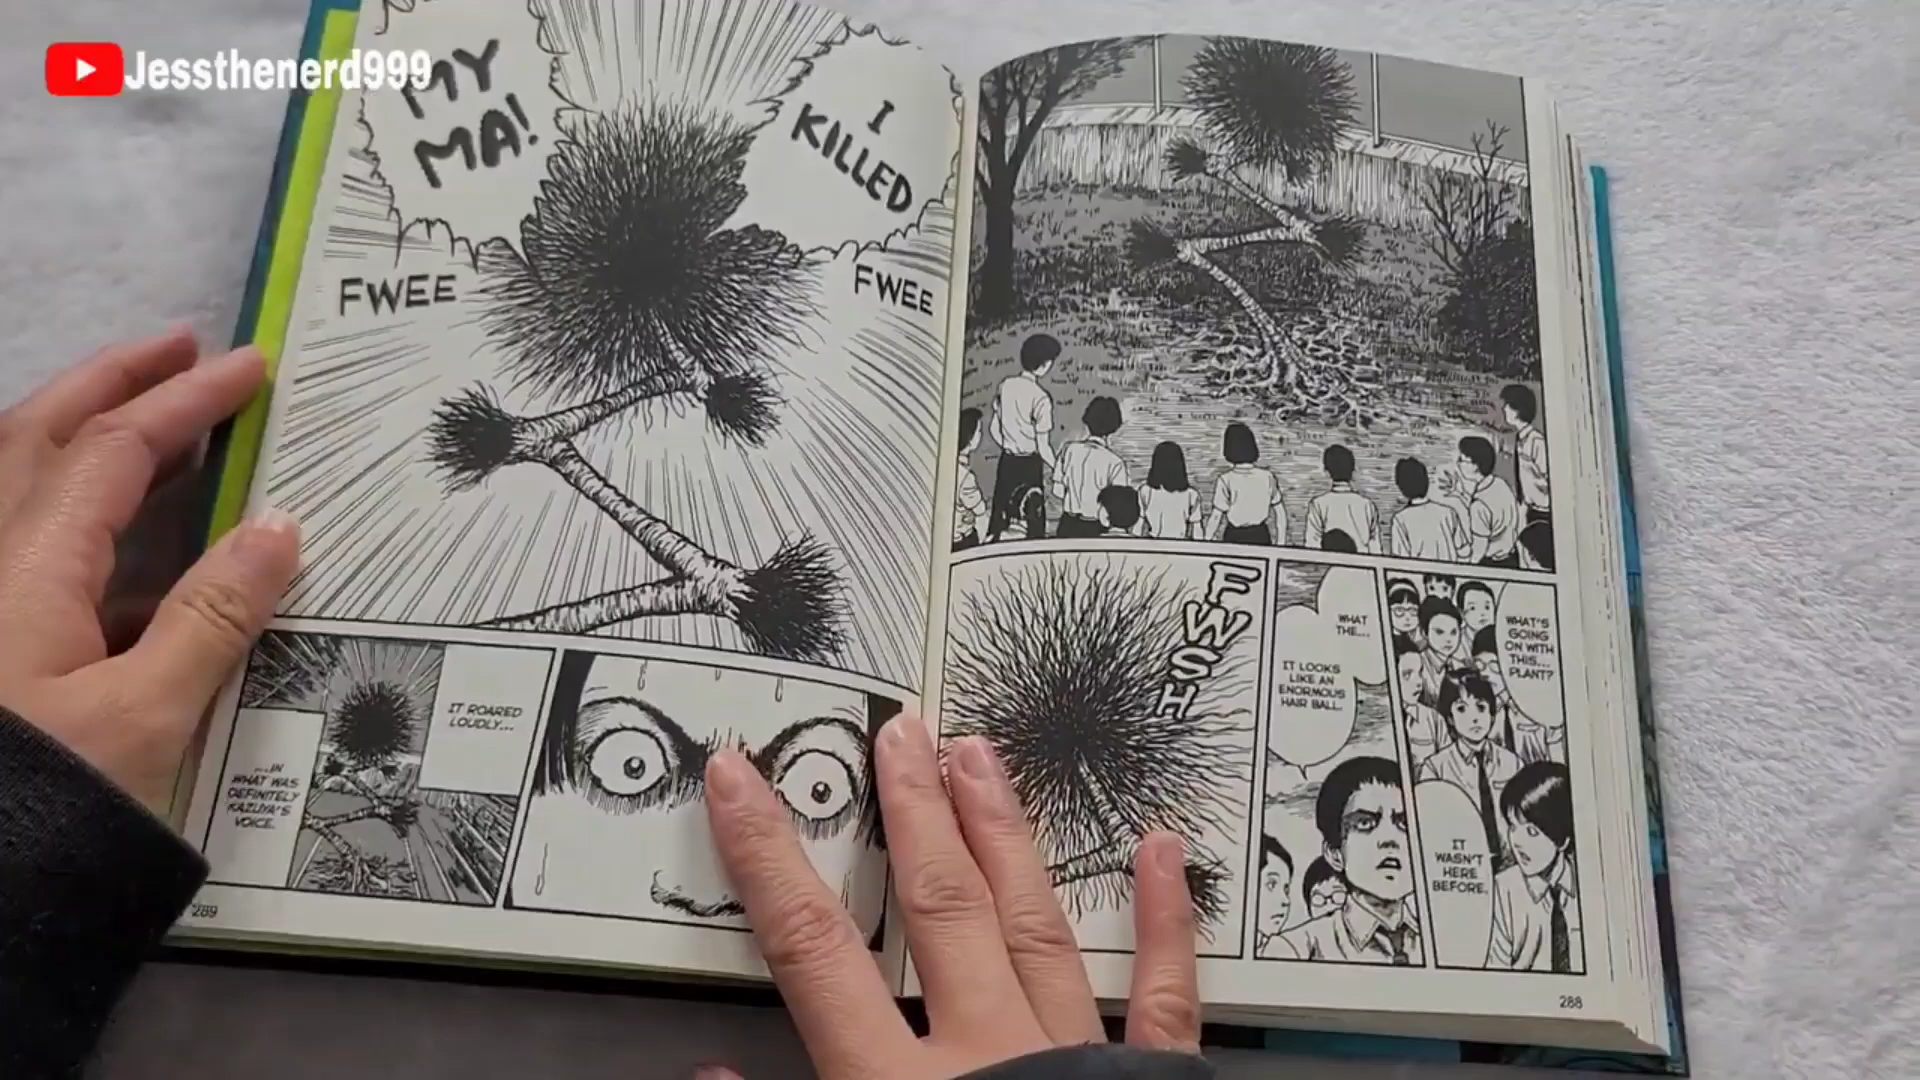 Jessthenerd999
WHAT'S
GOING
ON WITH
THIS...
PLANT?
IT
WASN'T
HERE
BEFORE.
WHAT
THE...
IT LOOKS
LIKE AN
ENORMOUS
HAIR BALL.
FWSH
288
I
KILLED
MY
MA!
FWEE
FWEE
IT ROARED
LOUDLY...
...IN
WHAT WAS
DEFINITELY
KAZUYA'S
VOICE.
289